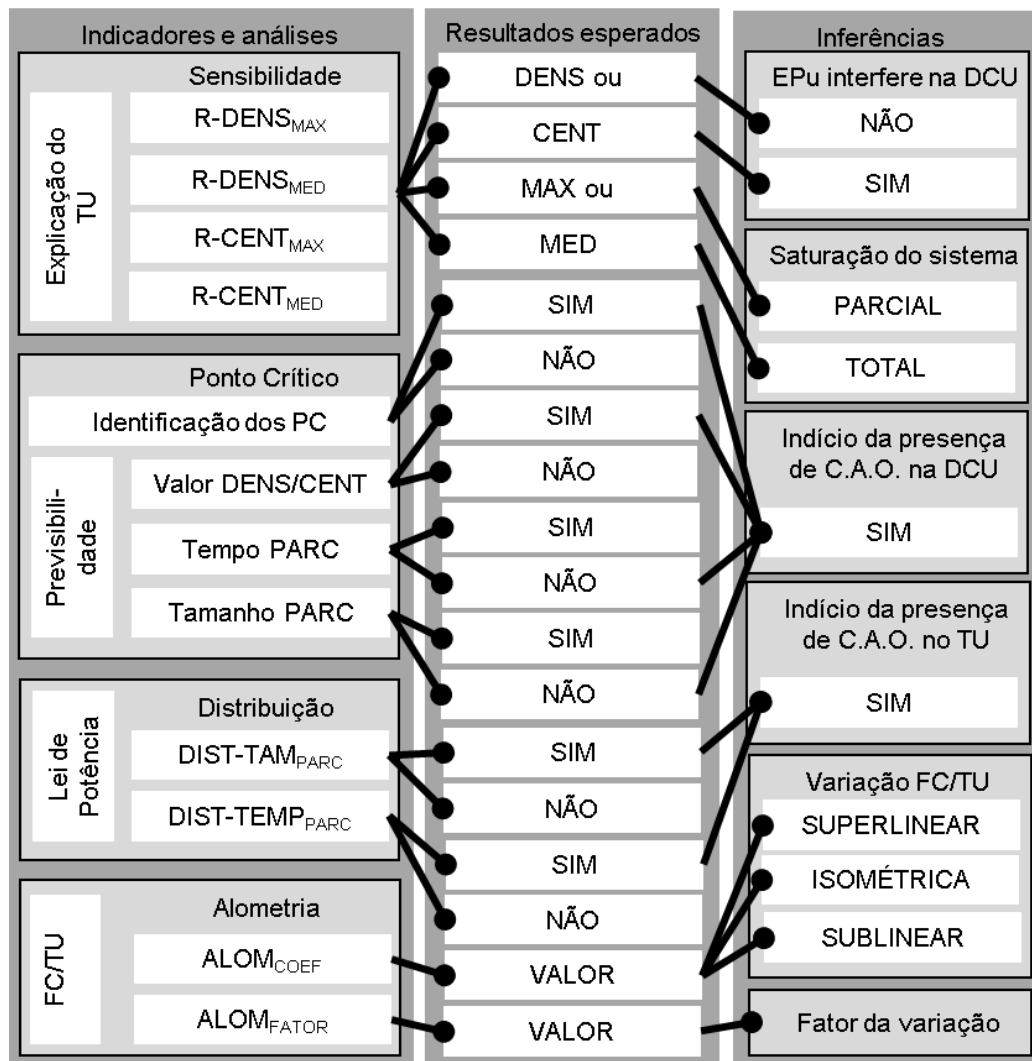 Indicadores e análises
Sensibilidade
Explicação do
TU
R-DENSMAX
R-DENSMED
R-CENTMAX
R-CENTMED
Ponto Crítico
Identificação dos PC
Previsibili-
dade
Valor DENS/CENT
Tempo PARC
Tamanho PARC
Lei de
Potência
Distribuição
DIST-TAMPARC
DIST-TEMPPARC
FC/TU
Alometria
ALOMCOEF
ALOMFATOR
Resultados esperados
DENS ou
CENT
MAX ou
MED
SIM
NÃO
SIM
NÃO
SIM
NÃO
SIM
NÃO
SIM
NÃO
SIM
NÃO
VALOR
VALOR
Inferências
EPu interfere na DCU
NÃO
SIM
Saturação do sistema
PARCIAL
TOTAL
Indício da presença
de C.A.O. na DCU
SIM
Indício da presença
de C.A.O. no TU
SIM
Variação FC/TU
SUPERLINEAR
ISOMÉTRICA
SUBLINEAR
Fator da variação